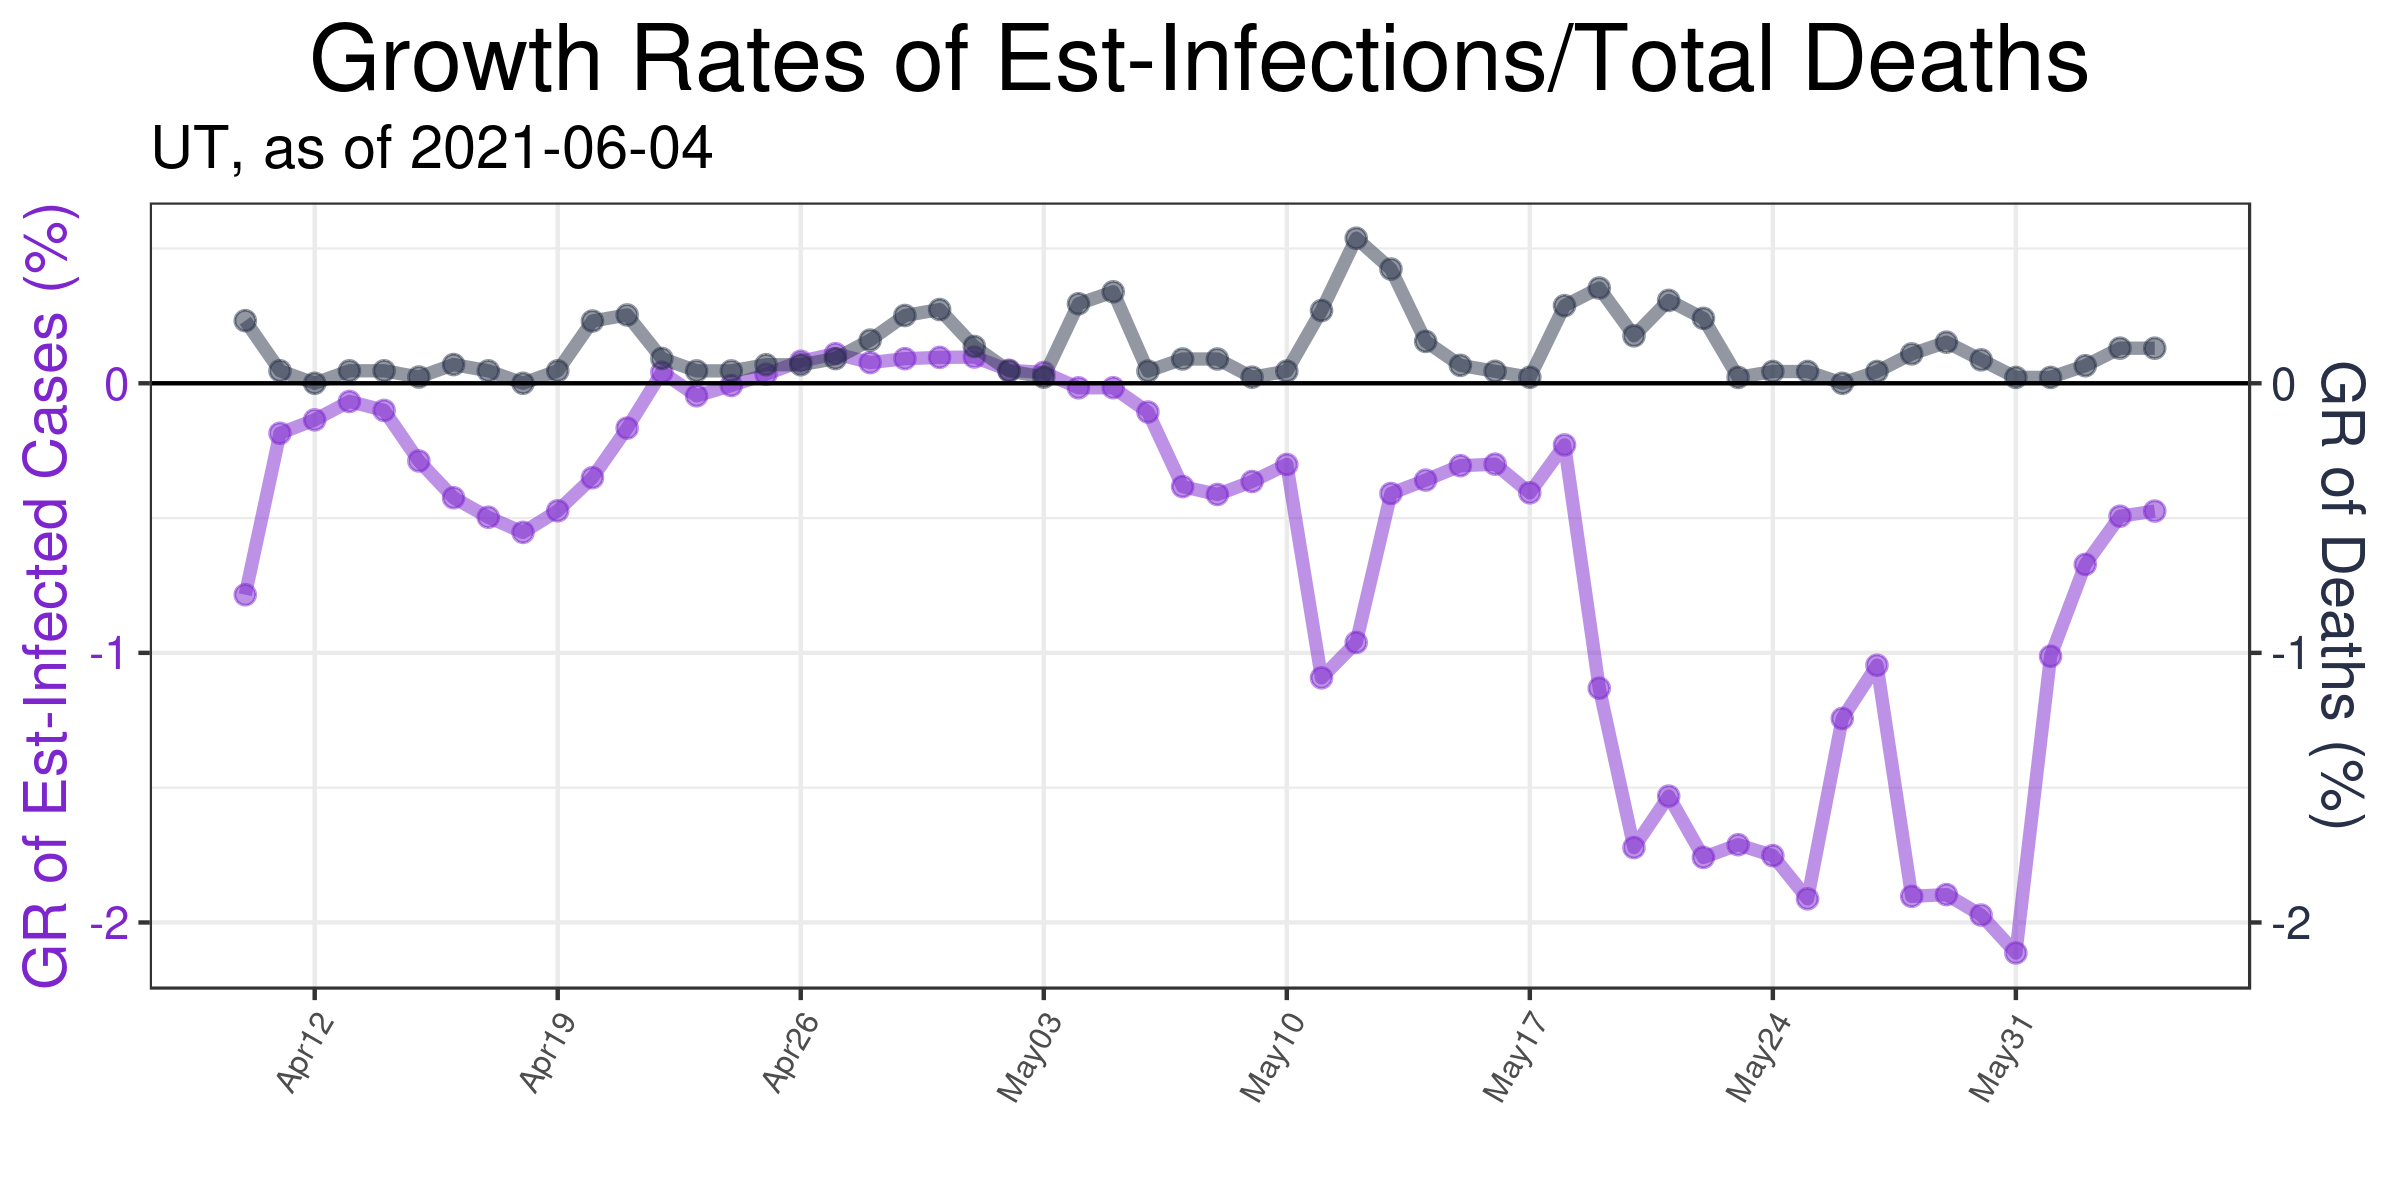 Growth Rates of Est-Infections/Total Deaths
UT, as of 2021-06-04
GR of Est-Infected Cases (%)
0
-1
-2
0
-1
-2
GR of Deaths (%)
Apr12
Apr19
Apr26
May03
May10
May17
May24
May31